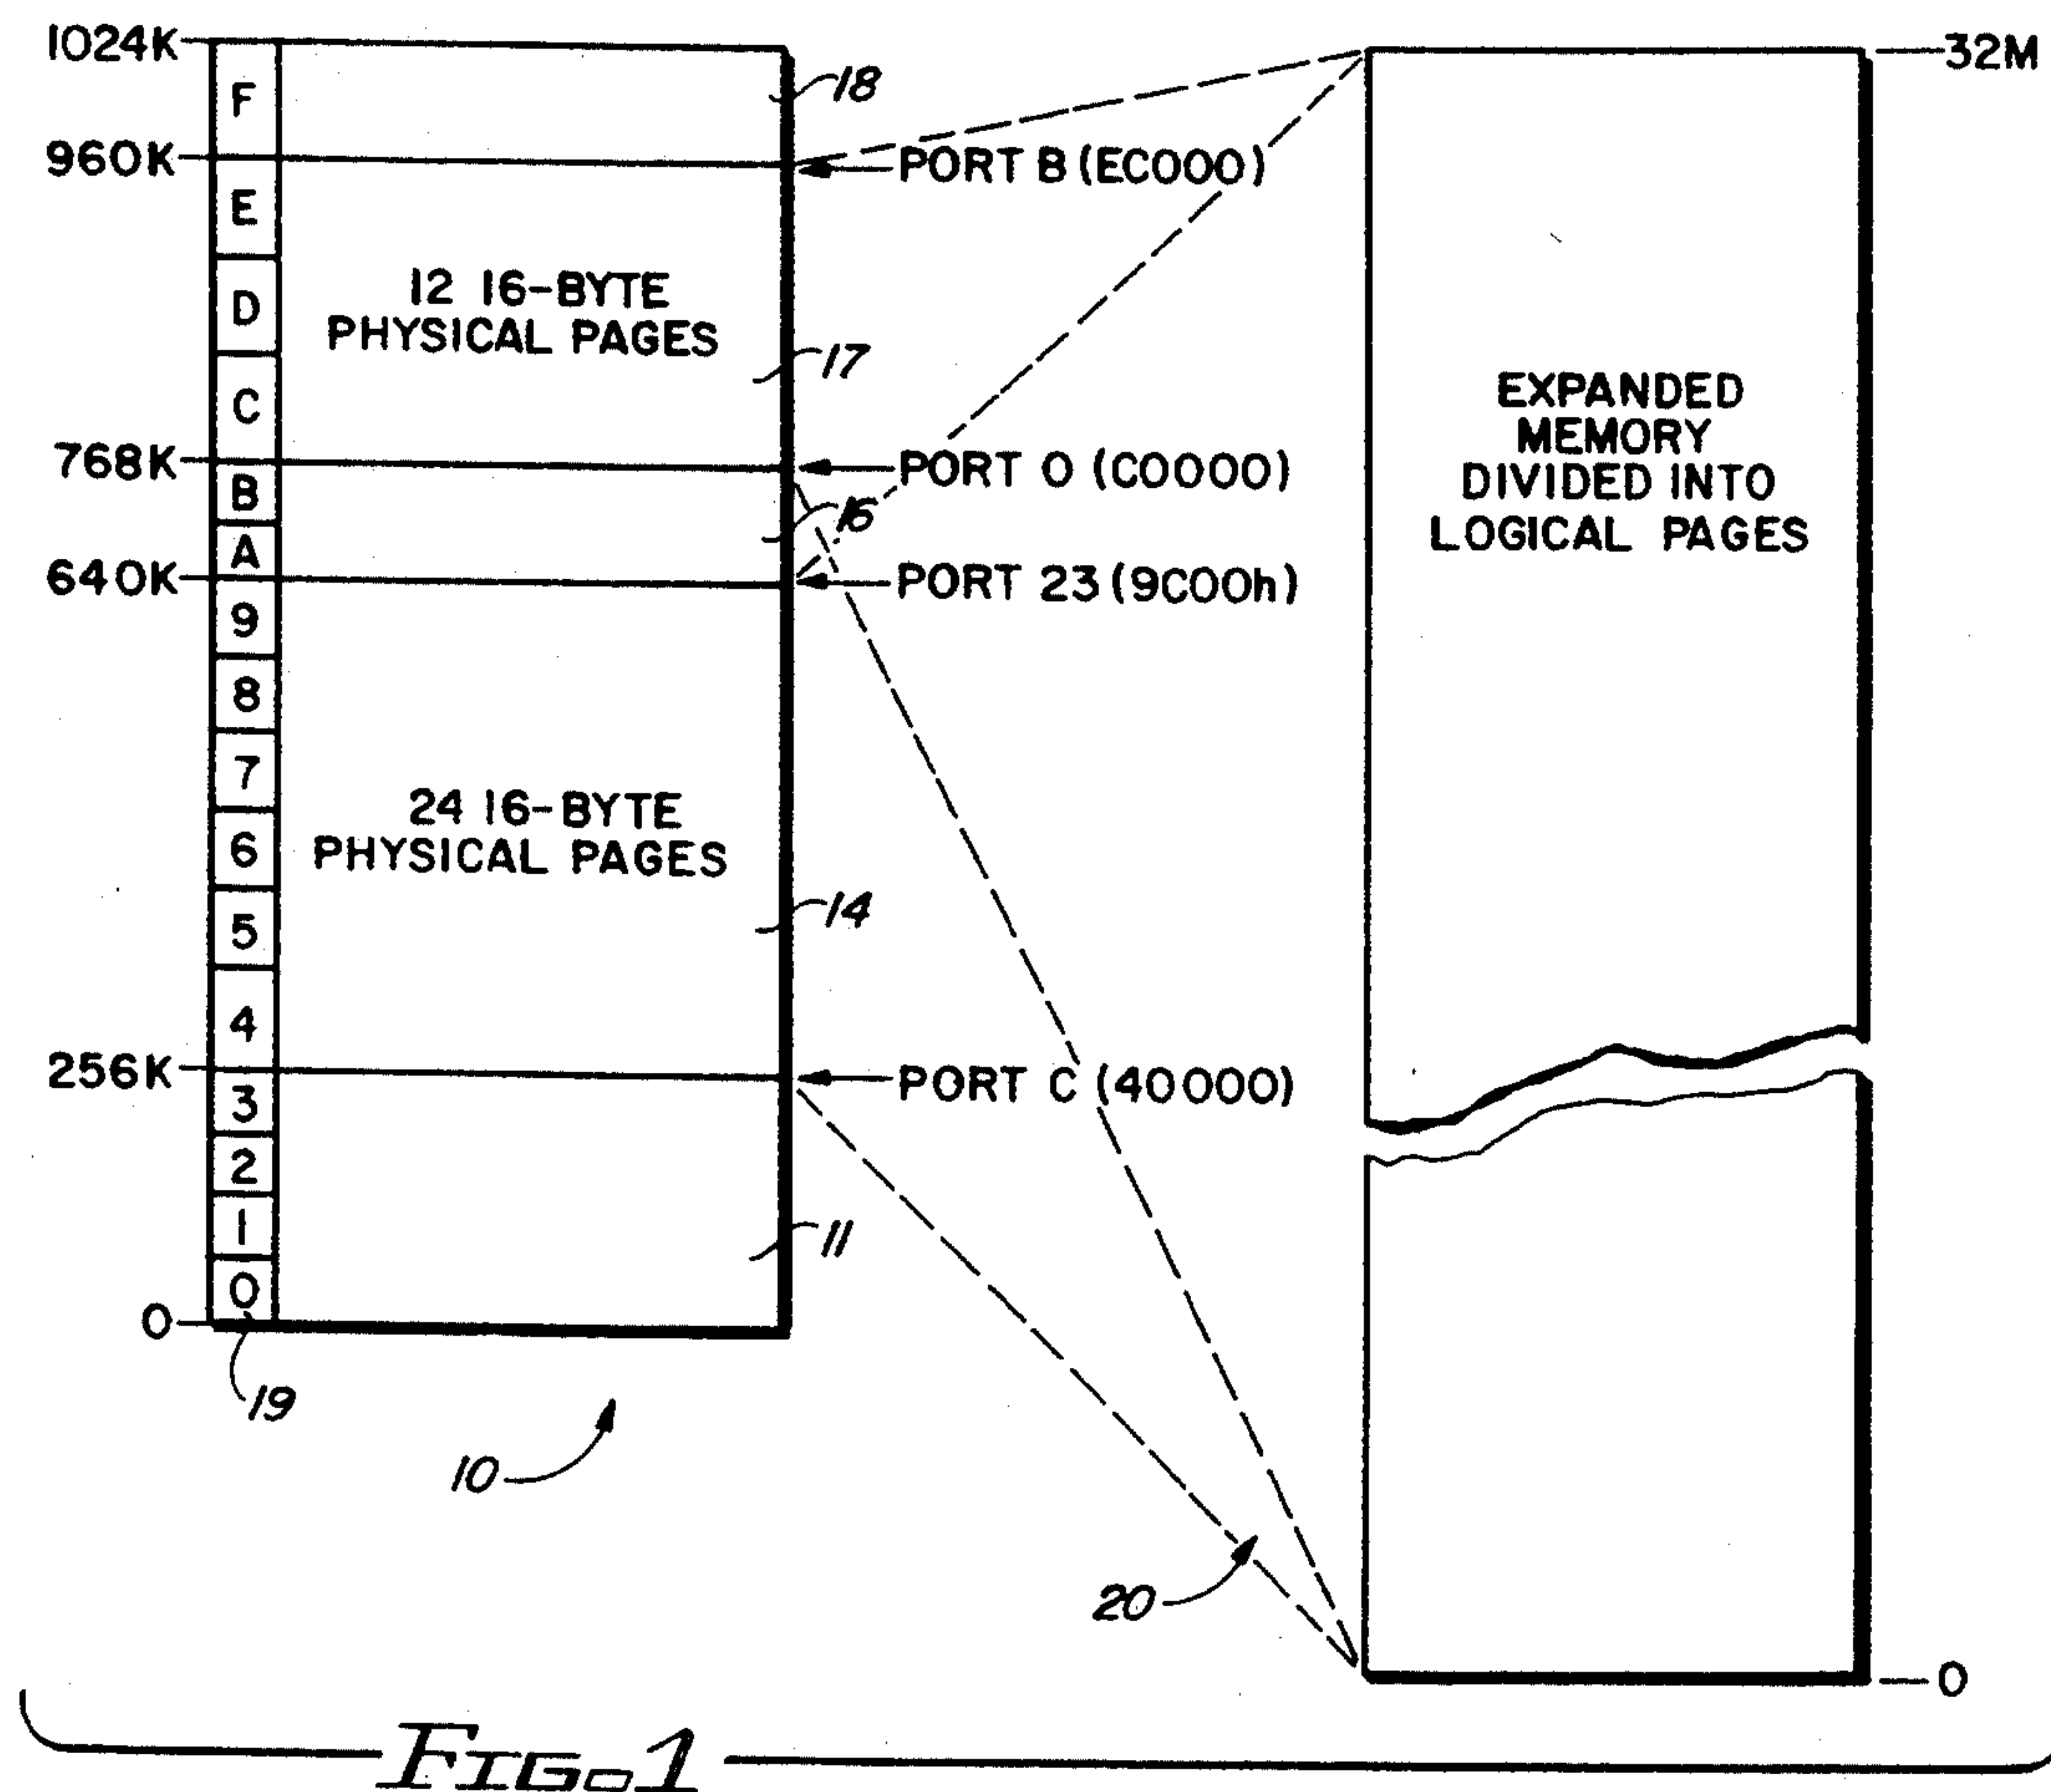 1024K
F
18
32M
960K
PORT B (EC000)
E
12 16-BYTE
PHYSICAL PAGES
D
17
C
EXPANDED
MEMORY
DIVIDED INTO
LOGICAL PAGES
768K
PORT 0 (C0000)
B
16
A
640K
PORT 23 (9C00h)
9
8
7
24 16-BYTE
PHYSICAL PAGES
6
14
5
4
256K
PORT C (40000)
3
2
1
11
0
0
19
10
20
0
FIG. 1